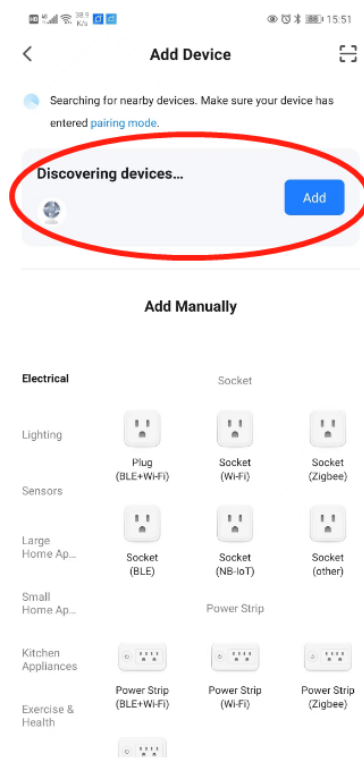 38.9
K/s
15:51
Add Device
Searching for nearby devices. Make sure your device has
entered pairing mode.
Discovering devices...
Add
Add Manually
Electrical
Socket
Lighting
Plug
(BLE+Wi-Fi)
Socket
(Wi-Fi)
Socket
(Zigbee)
Sensors
Large
Home Ap...
Socket
(BLE)
Socket
(NB-IoT)
Socket
(other)
Small
Home Ap...
Power Strip
Kitchen
Appliances
Power Strip
(BLE+Wi-Fi)
Power Strip
(Wi-Fi)
Power Strip
(Zigbee)
Exercise &
Health